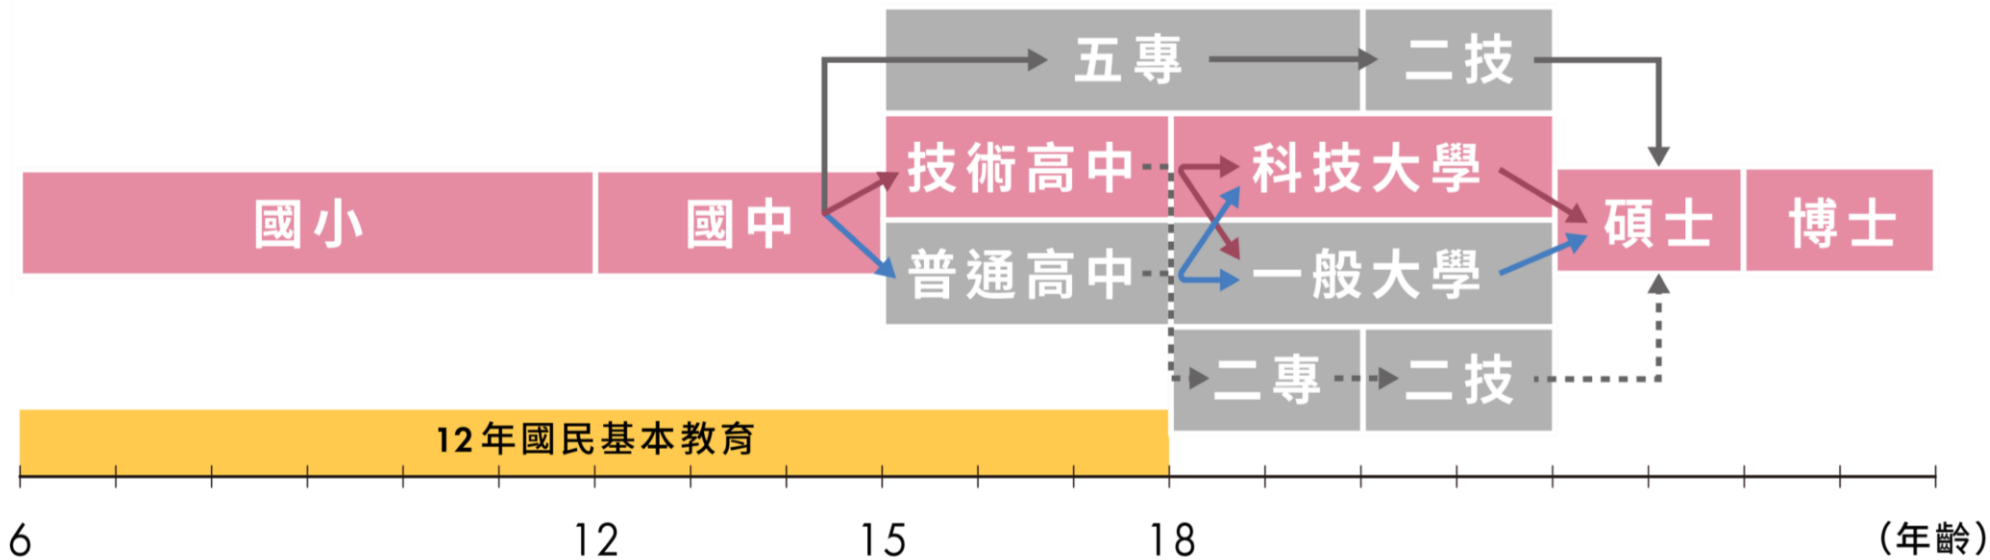 五專
二技
技術高中
科技大學
國小
國中
碩士
博士
普通高中
一般大學
二專
二技
12年國民基本教育
6
12
15
18
(年齡)